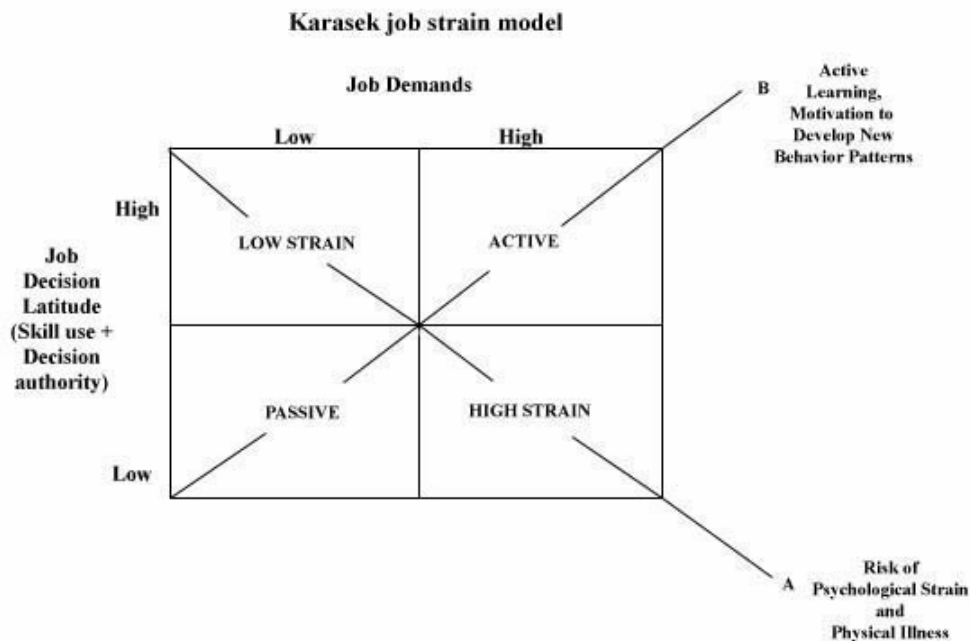 Karasek job strain model
Job Demands
Low
High
B
Active
Learning,
Motivation to
Develop New
Behavior Patterns
High
LOW STRAIN
ACTIVE
Job
Decision
Latitude
(Skill use +
Decision
authority)
PASSIVE
HIGH STRAIN
Low
A
Risk of
Psychological Strain
and
Physical Illness